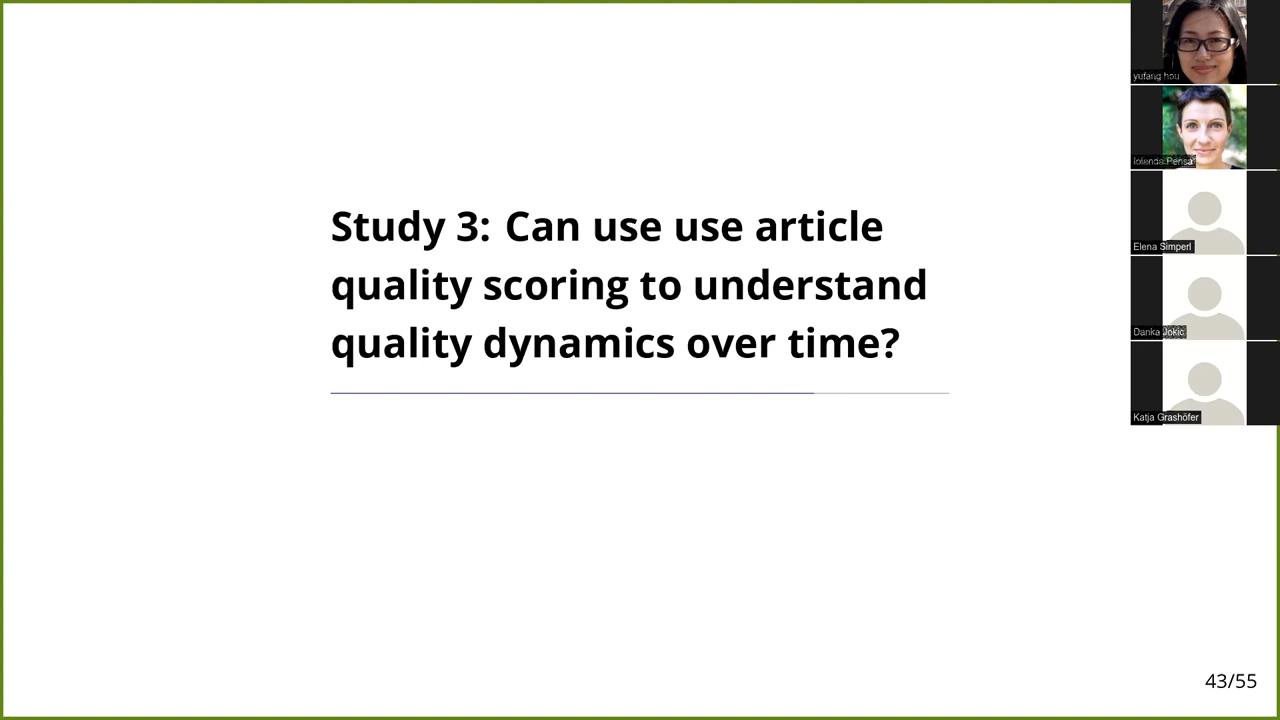 Study 3: Can use use article
quality scoring to understand
quality dynamics over time?
43/55
yufang hou
Iolanda Pensa
Elena Simperl
Danka Jokic
Katja Grashöfer